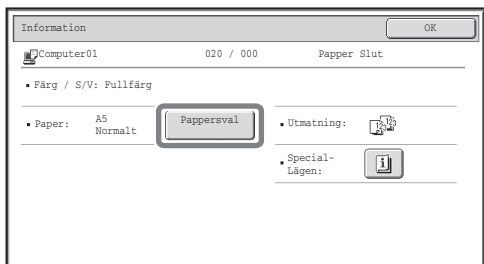 Information OK
Computer01 020 / 000 Papper Slut
▪ Färg / S/V: Fullfärg
▪ Paper: A5 Normalt Pappersval ▪ Utmatning:
▪ Special-
Lägen: